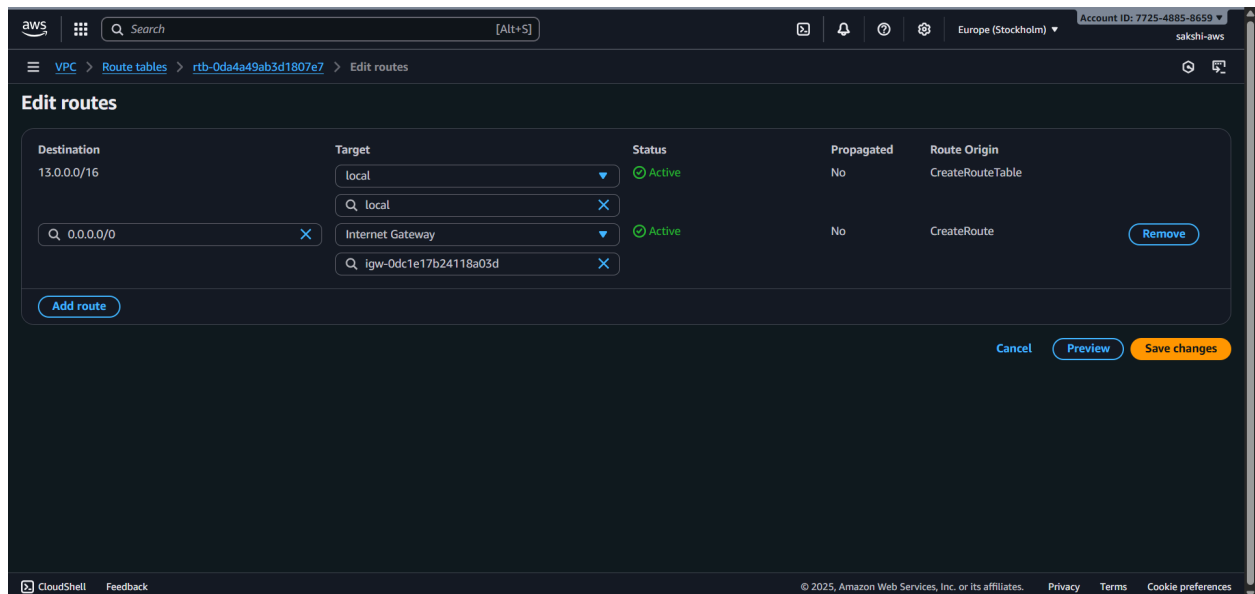 aws
Search [Alt+S]
Europe (Stockholm)
Account ID: 7725-4885-8659
sakshi-aws
VPC > Route tables > rtb-0da4a49ab3d1807e7 > Edit routes
Edit routes
Destination Target Status Propagated Route Origin
13.0.0.0/16 local Active No CreateRouteTable
local
0.0.0.0/0 Internet Gateway Active No CreateRoute Remove
igw-0dc1e17b24118a03d
Add route
Cancel Preview Save changes
CloudShell Feedback © 2025, Amazon Web Services, Inc. or its affiliates. Privacy Terms Cookie preferences